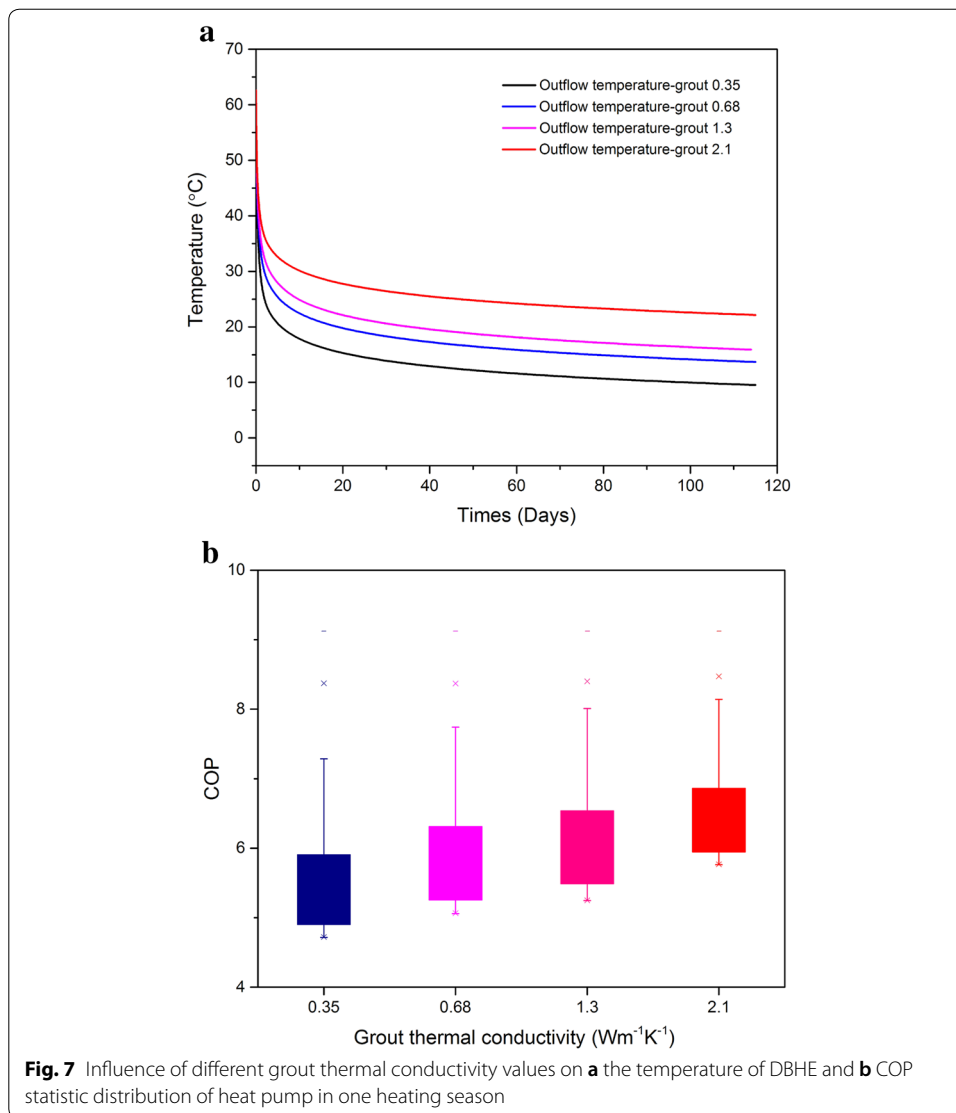 a
70
60
50
40
30
20
10
0
Temperature (°C)
Outflow temperature-grout 0.35
Outflow temperature-grout 0.68
Outflow temperature-grout 1.3
Outflow temperature-grout 2.1
0 20 40 60 80 100 120
Times (Days)
b
10
8
6
4
COP
0.35 0.68 1.3 2.1
Grout thermal conductivity (Wm⁻¹K⁻¹)
Fig. 7 Influence of different grout thermal conductivity values on a the temperature of DBHE and b COP
statistic distribution of heat pump in one heating season